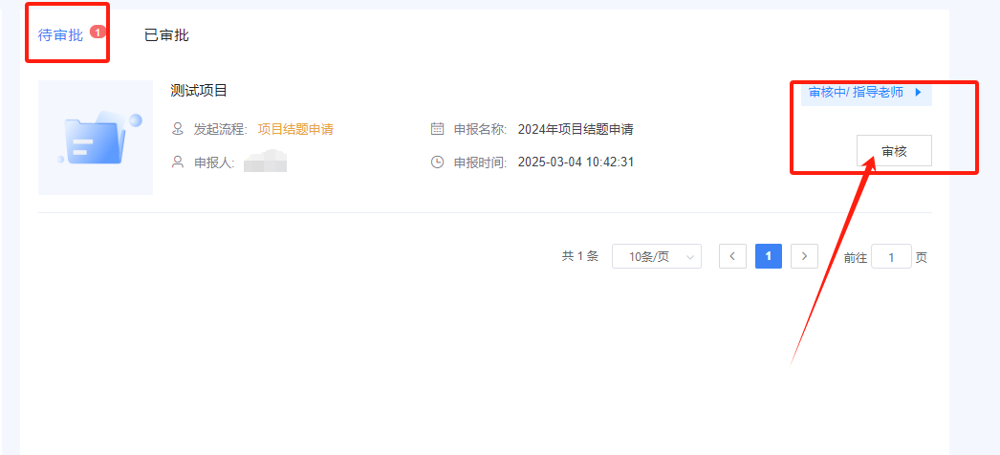 待审批 1 已审批
测试项目
审核中/ 指导老师
发起流程: 项目结题申请 申报名称: 2024年项目结题申请
审核
申报人: 申报时间: 2025-03-04 10:42:31
共 1 条 10条/页 1 前往 1 页